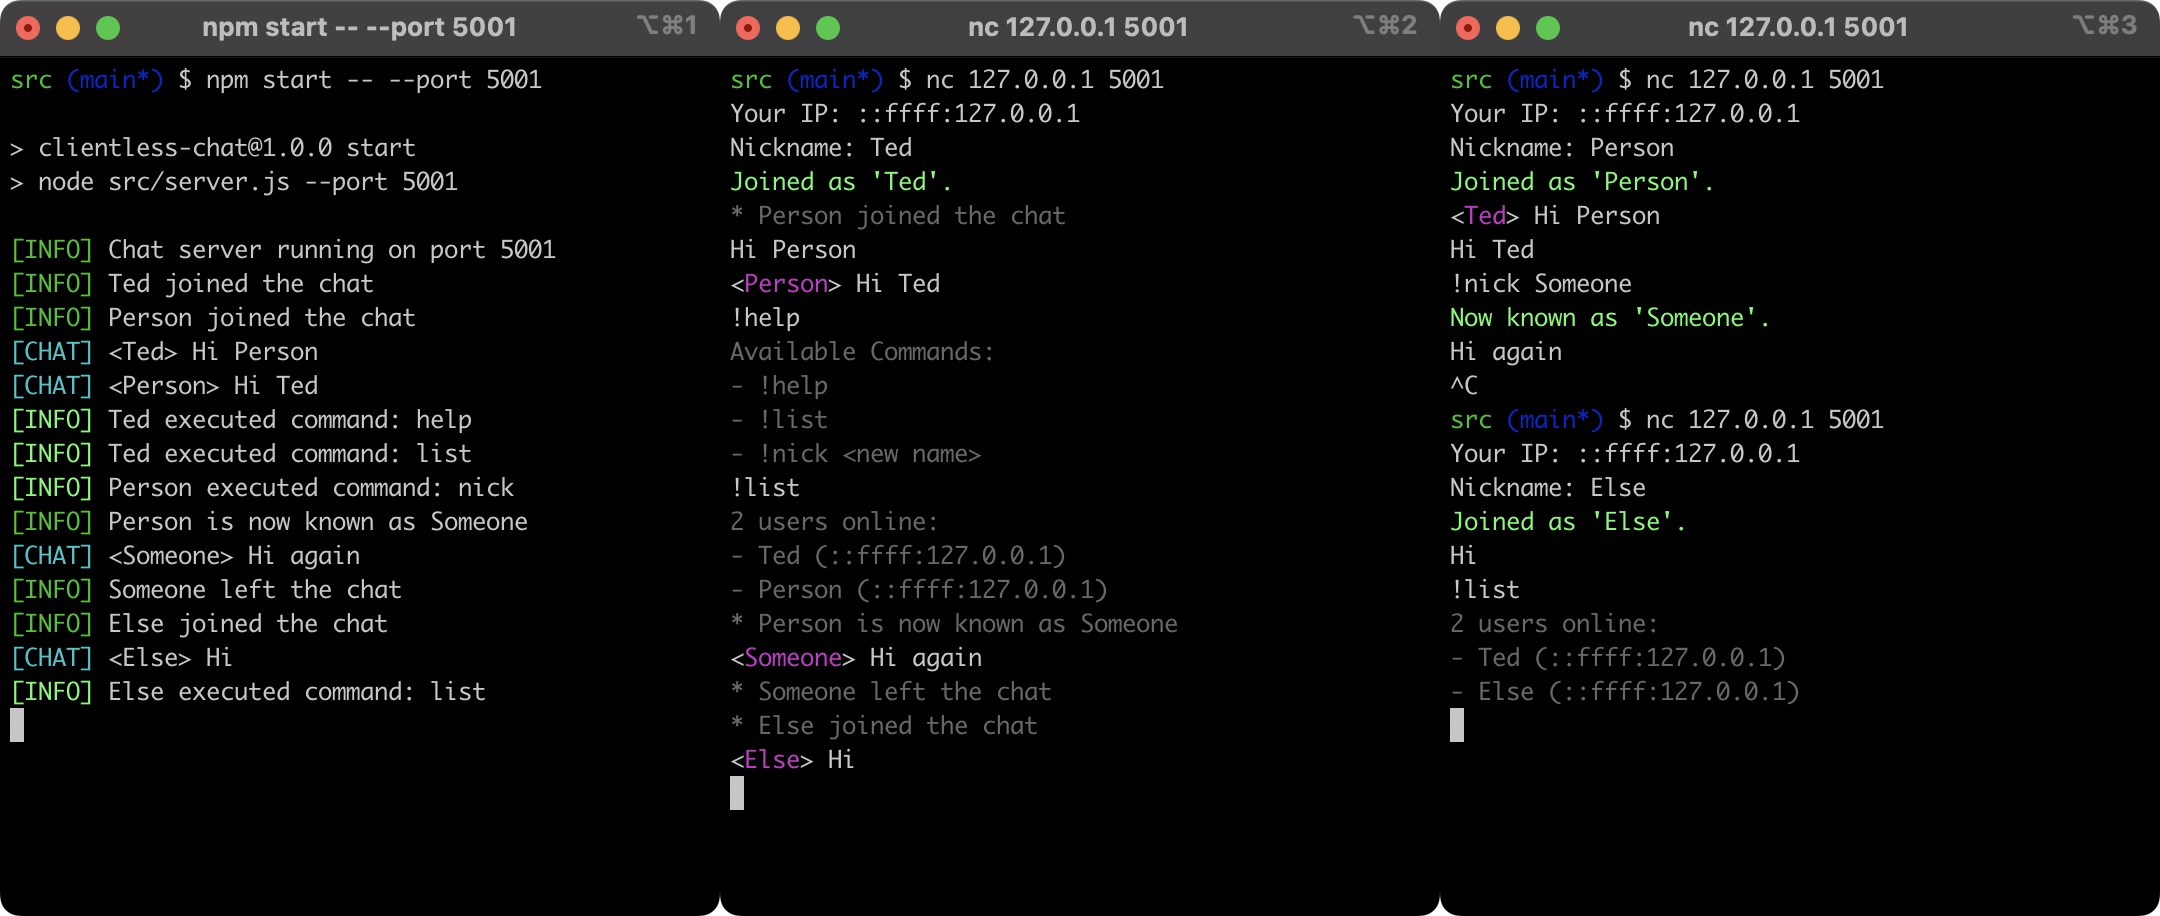 npm start -- --port 5001 ⌥⌘1
src (main*) $ npm start -- --port 5001
> clientless-chat@1.0.0 start
> node src/server.js --port 5001
[INFO] Chat server running on port 5001
[INFO] Ted joined the chat
[INFO] Person joined the chat
[CHAT] <Ted> Hi Person
[CHAT] <Person> Hi Ted
[INFO] Ted executed command: help
[INFO] Ted executed command: list
[INFO] Person executed command: nick
[INFO] Person is now known as Someone
[CHAT] <Someone> Hi again
[INFO] Someone left the chat
[INFO] Else joined the chat
[CHAT] <Else> Hi
[INFO] Else executed command: list
nc 127.0.0.1 5001 ⌥⌘2
src (main*) $ nc 127.0.0.1 5001
Your IP: ::ffff:127.0.0.1
Nickname: Ted
Joined as 'Ted'.
* Person joined the chat
Hi Person
<Person> Hi Ted
!help
Available Commands:
- !help
- !list
- !nick <new name>
!list
2 users online:
- Ted (::ffff:127.0.0.1)
- Person (::ffff:127.0.0.1)
* Person is now known as Someone
<Someone> Hi again
* Someone left the chat
* Else joined the chat
<Else> Hi
nc 127.0.0.1 5001 ⌥⌘3
src (main*) $ nc 127.0.0.1 5001
Your IP: ::ffff:127.0.0.1
Nickname: Person
Joined as 'Person'.
<Ted> Hi Person
Hi Ted
!nick Someone
Now known as 'Someone'.
Hi again
^C
src (main*) $ nc 127.0.0.1 5001
Your IP: ::ffff:127.0.0.1
Nickname: Else
Joined as 'Else'.
Hi
!list
2 users online:
- Ted (::ffff:127.0.0.1)
- Else (::ffff:127.0.0.1)